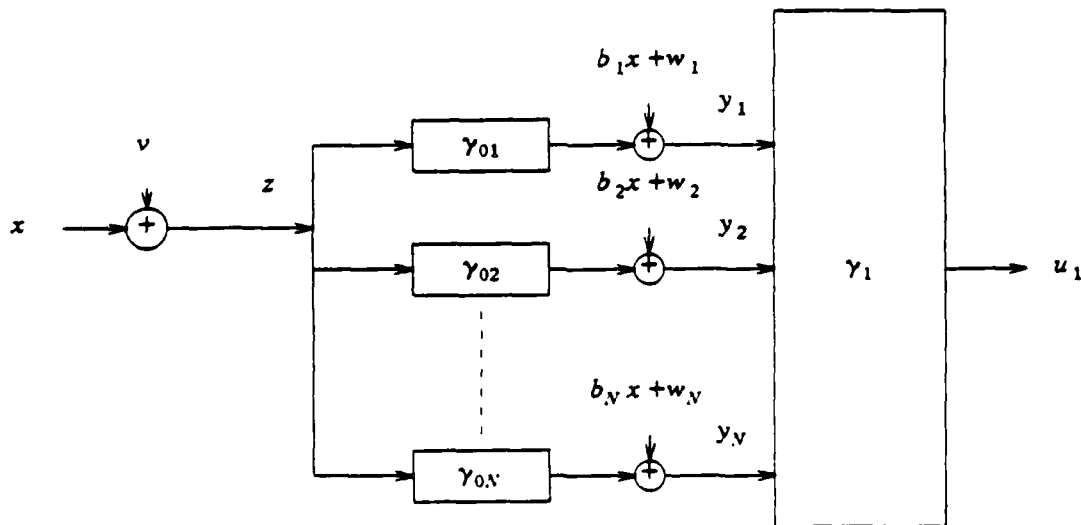 b₁x + w₁
y₁
v
γ₀₁
+
z
b₂x + w₂
y₂
x
+
γ₀₂
+
γ₁
u₁
b_N x + w_N
y_N
γ₀N
+